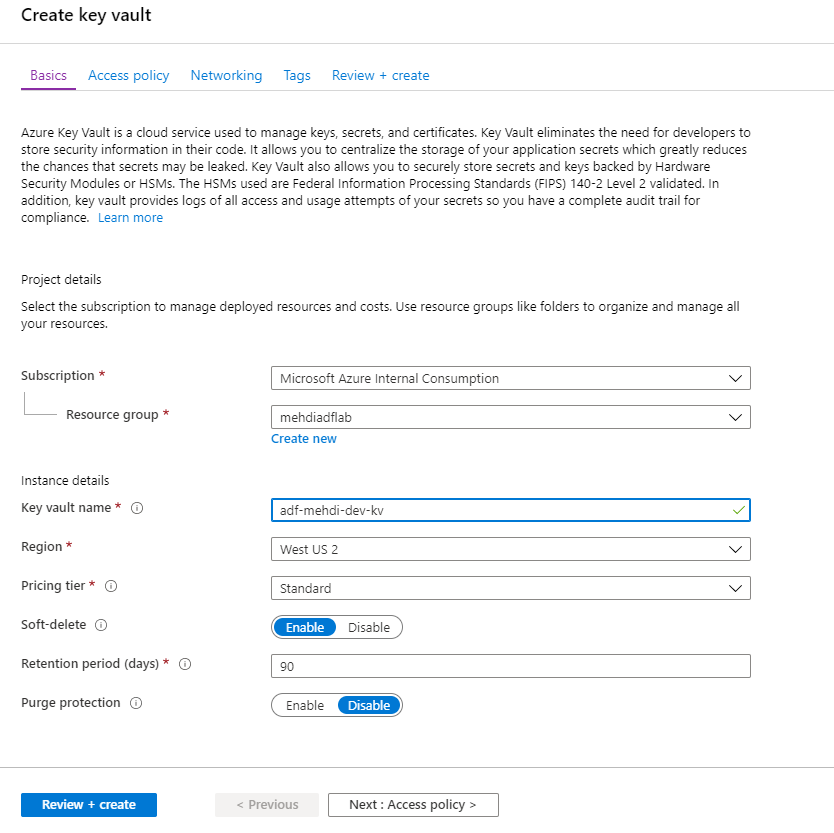 Create key vault
Basics Access policy Networking Tags Review + create
Azure Key Vault is a cloud service used to manage keys, secrets, and certificates. Key Vault eliminates the need for developers to
store security information in their code. It allows you to centralize the storage of your application secrets which greatly reduces
the chances that secrets may be leaked. Key Vault also allows you to securely store secrets and keys backed by Hardware
Security Modules or HSMs. The HSMs used are Federal Information Processing Standards (FIPS) 140-2 Level 2 validated. In
addition, key vault provides logs of all access and usage attempts of your secrets so you have a complete audit trail for
compliance. Learn more
Project details
Select the subscription to manage deployed resources and costs. Use resource groups like folders to organize and manage all
your resources.
Subscription * Microsoft Azure Internal Consumption
Resource group * mehdiadflab
Create new
Instance details
Key vault name * adf-mehdi-dev-kv
Region * West US 2
Pricing tier * Standard
Soft-delete Enable Disable
Retention period (days) * 90
Purge protection Enable Disable
Review + create < Previous Next : Access policy >